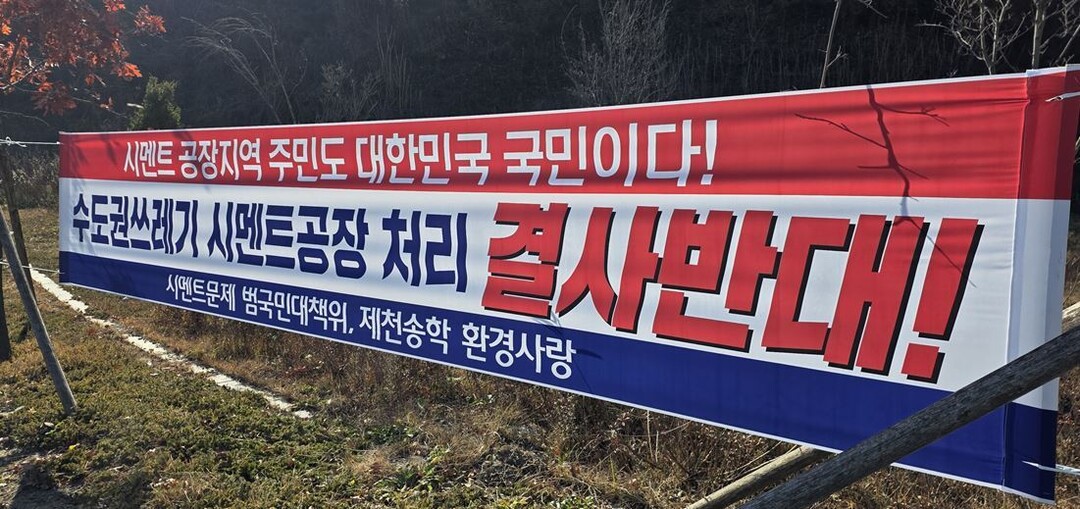 시멘트 공장지역 주민도 대한민국 국민이다!
수도권쓰레기 시멘트공장 처리 결사반대!
시멘트문제 범국민대책위, 제천송학 환경사랑